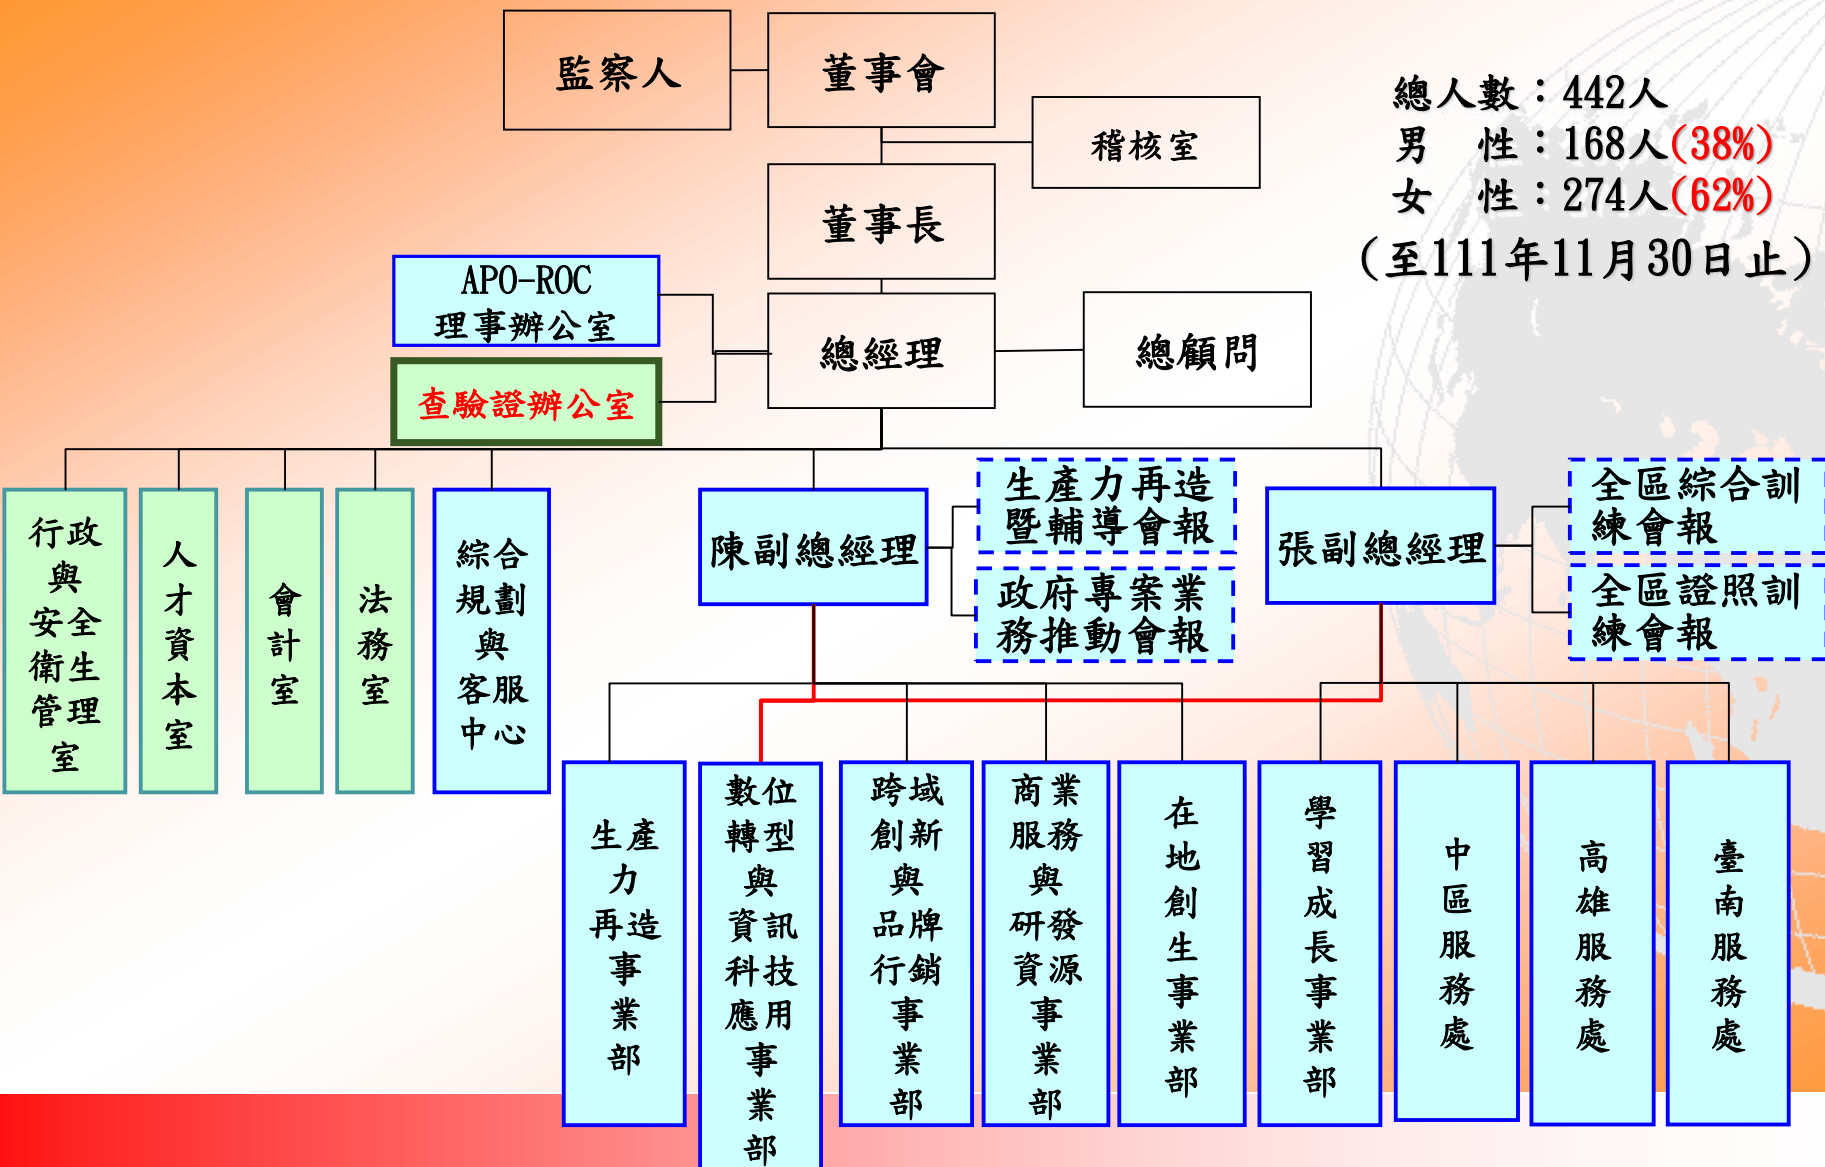 監察人
董事會
稽核室
總人數：442人
男　性：168人(38%)
女　性：274人(62%)
（至111年11月30日止）
董事長
APO-ROC
理事辦公室
總經理
總顧問
查驗證辦公室
行政
與
安全
衛生
管理
室
人
才
資
本
室
會
計
室
法
務
室
綜合
規劃
與
客服
中心
陳副總經理
生產力再造
暨輔導會報
政府專案業
務推動會報
張副總經理
全區綜合訓
練會報
全區證照訓
練會報
生產
力
再造
事
業
部
數位
轉型
與
資訊
科技
應用
事
業
部
跨域
創新
與
品牌
行銷
事
業
部
商業
服務
與
研發
資源
事
業
部
在
地
創
生
事
業
部
學
習
成
長
事
業
部
中
區
服
務
處
高
雄
服
務
處
臺
南
服
務
處